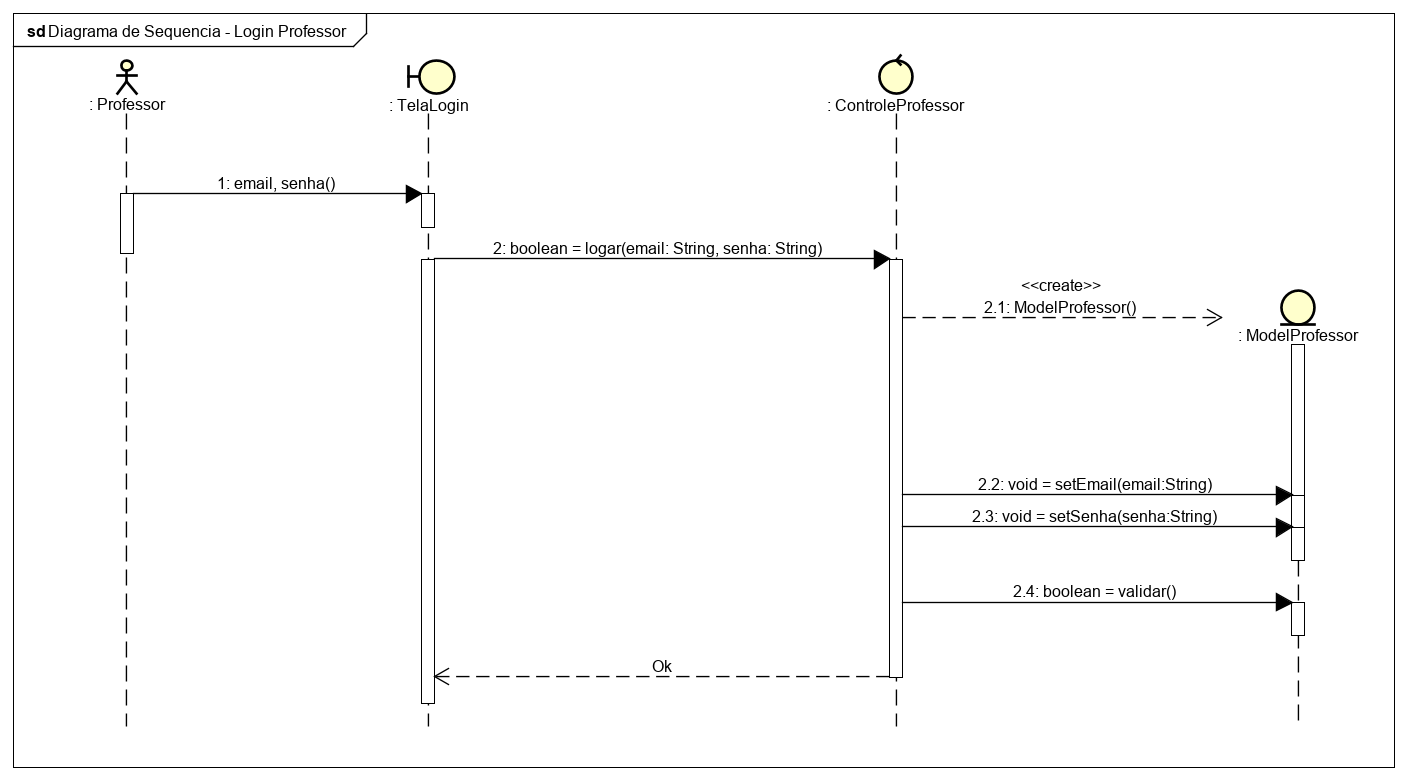 sd Diagrama de Sequencia - Login Professor
: Professor
: TelaLogin
: ControleProfessor
1: email, senha()
2: boolean = logar(email: String, senha: String)
<<create>>
2.1: ModelProfessor()
: ModelProfessor
2.2: void = setEmail(email:String)
2.3: void = setSenha(senha:String)
2.4: boolean = validar()
Ok